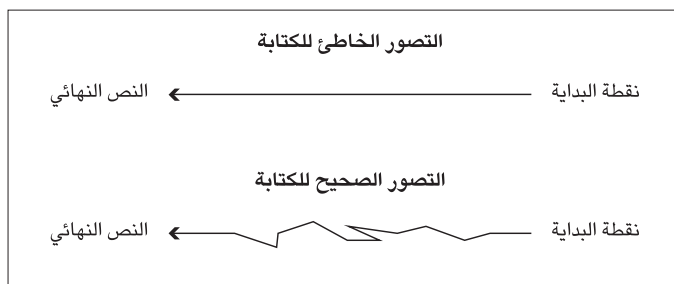 التصور الخاطئ للكتابة
نقطة البداية النص النهائي
التصور الصحيح للكتابة
نقطة البداية النص النهائي